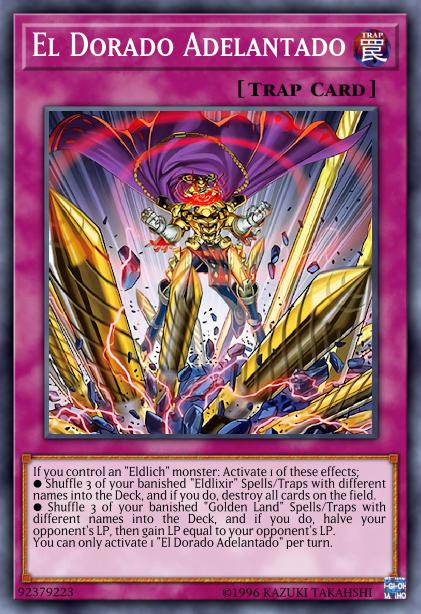 El Dorado Adelantado
TRAP
罠
[Trap Card]
If you control an "Eldlich" monster: Activate 1 of these effects;
● Shuffle 3 of your banished "Eldlixir" Spells/Traps with different
names into the Deck, and if you do, destroy all cards on the field.
● Shuffle 3 of your banished "Golden Land" Spells/Traps with
different names into the Deck, and if you do, halve your
opponent's LP, then gain LP equal to your opponent's LP.
You can only activate 1 "El Dorado Adelantado" per turn.
92379223
©1996 KAZUKI TAKAHSHI